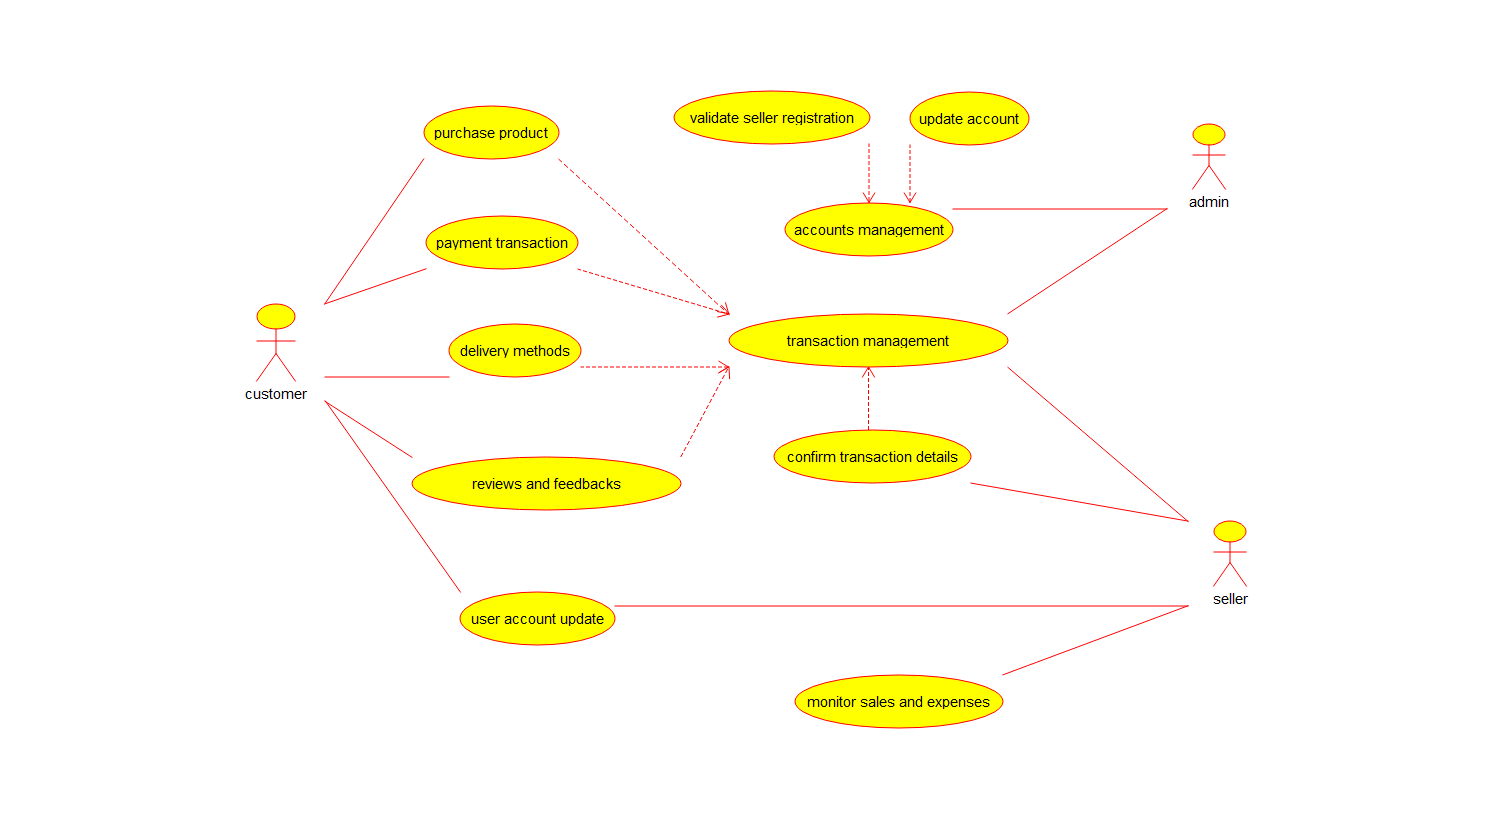 purchase product
validate seller registration
update account
admin
payment transaction
accounts management
customer
delivery methods
transaction management
reviews and feedbacks
confirm transaction details
seller
user account update
monitor sales and expenses